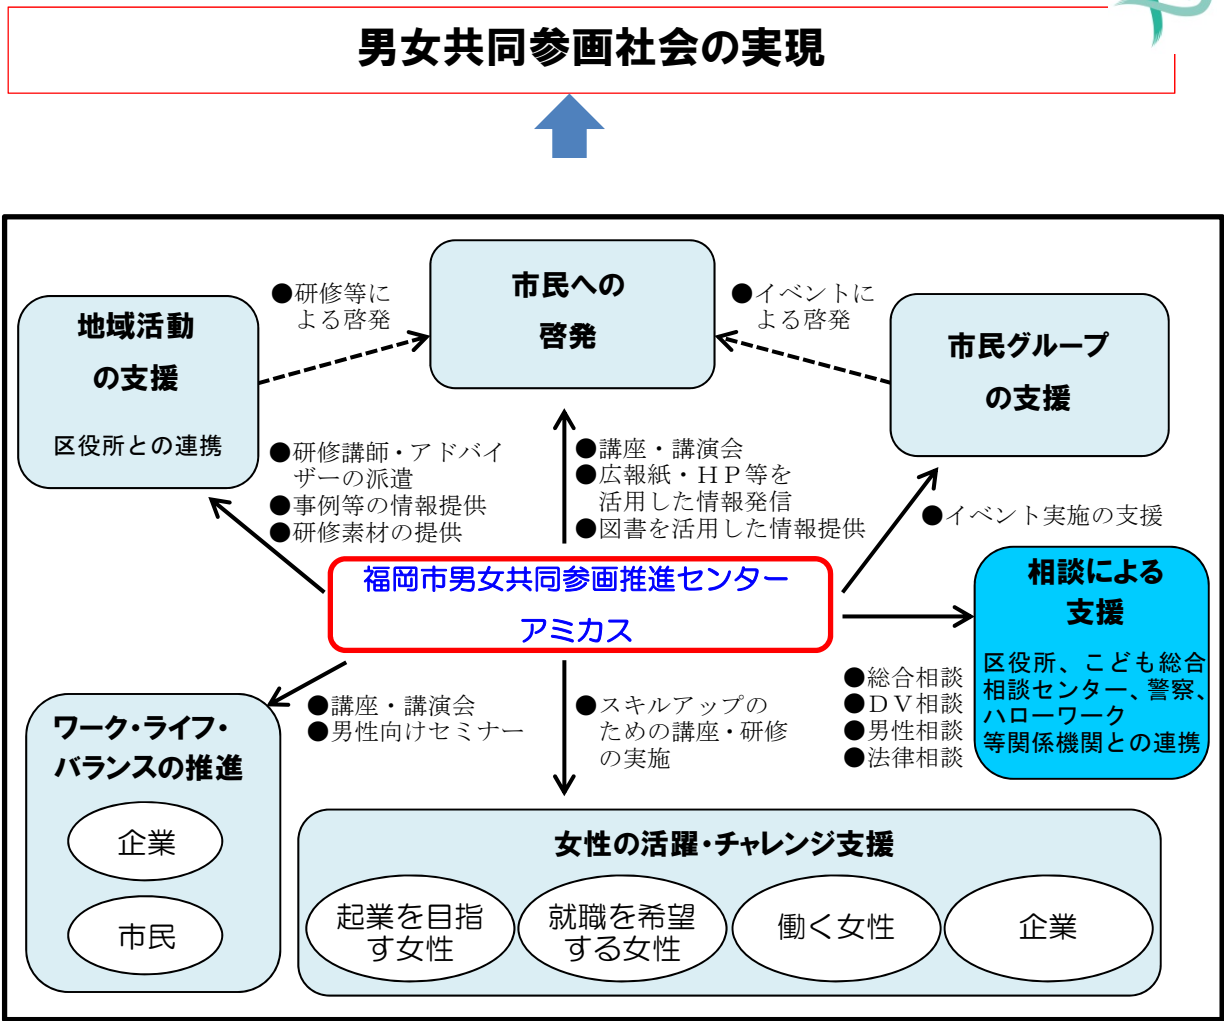 男女共同参画社会の実現
市民への
啓発
●研修等に
よる啓発
●イベントに
よる啓発
地域活動
の支援
区役所との連携
市民グループ
の支援
●研修講師・アドバイ
ザーの派遣
●事例等の情報提供
●研修素材の提供
●講座・講演会
●広報紙・ＨＰ等を
活用した情報発信
●図書を活用した情報提供
●イベント実施の支援
福岡市男女共同参画推進センター
アミカス
相談による
支援
区役所、こども総合
相談センター、警察、
ハローワーク
等関係機関との連携
●総合相談
●ＤＶ相談
●男性相談
●法律相談
●講座・講演会
●男性向けセミナー
●スキルアップの
ための講座・研修
の実施
ワーク・ライフ・
バランスの推進
企業
市民
女性の活躍・チャレンジ支援
起業を目指
す女性
就職を希望
する女性
働く女性
企業